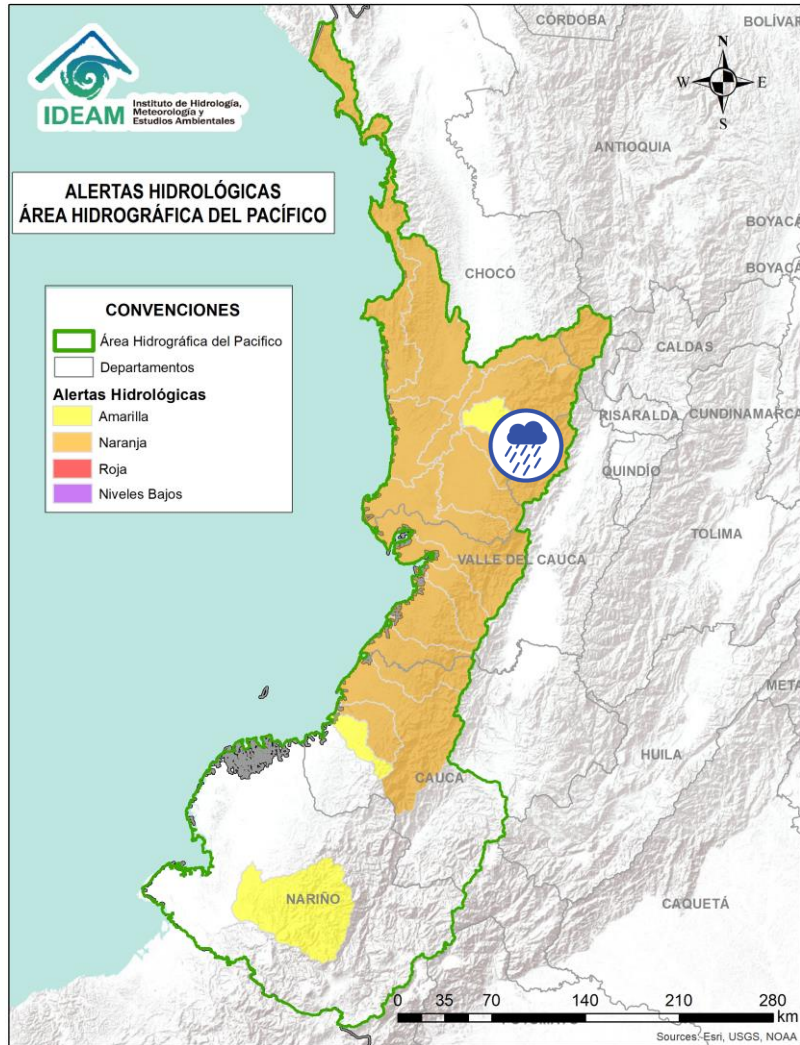 CÓRDOBA
BOLÍVAR
IDEAM
Instituto de Hidrología,
Meteorología y
Estudios Ambientales
N
W
E
S
ANTIOQUIA
ALERTAS HIDROLÓGICAS
ÁREA HIDROGRÁFICA DEL PACÍFICO
BOYACÁ
BOYACÁ
CHOCÓ
CONVENCIONES
Área Hidrográfica del Pacifico
Departamentos
Alertas Hidrológicas
Amarilla
Naranja
Roja
Niveles Bajos
CALDAS
RISARALDA
CUNDINAMARCA
QUINDÍO
TOLIMA
VALLE DEL CAUCA
META
HUILA
CAUCA
NARIÑO
CAQUETÁ
0 35 70 140 210 280
km
Sources: Esri, USGS, NOAA